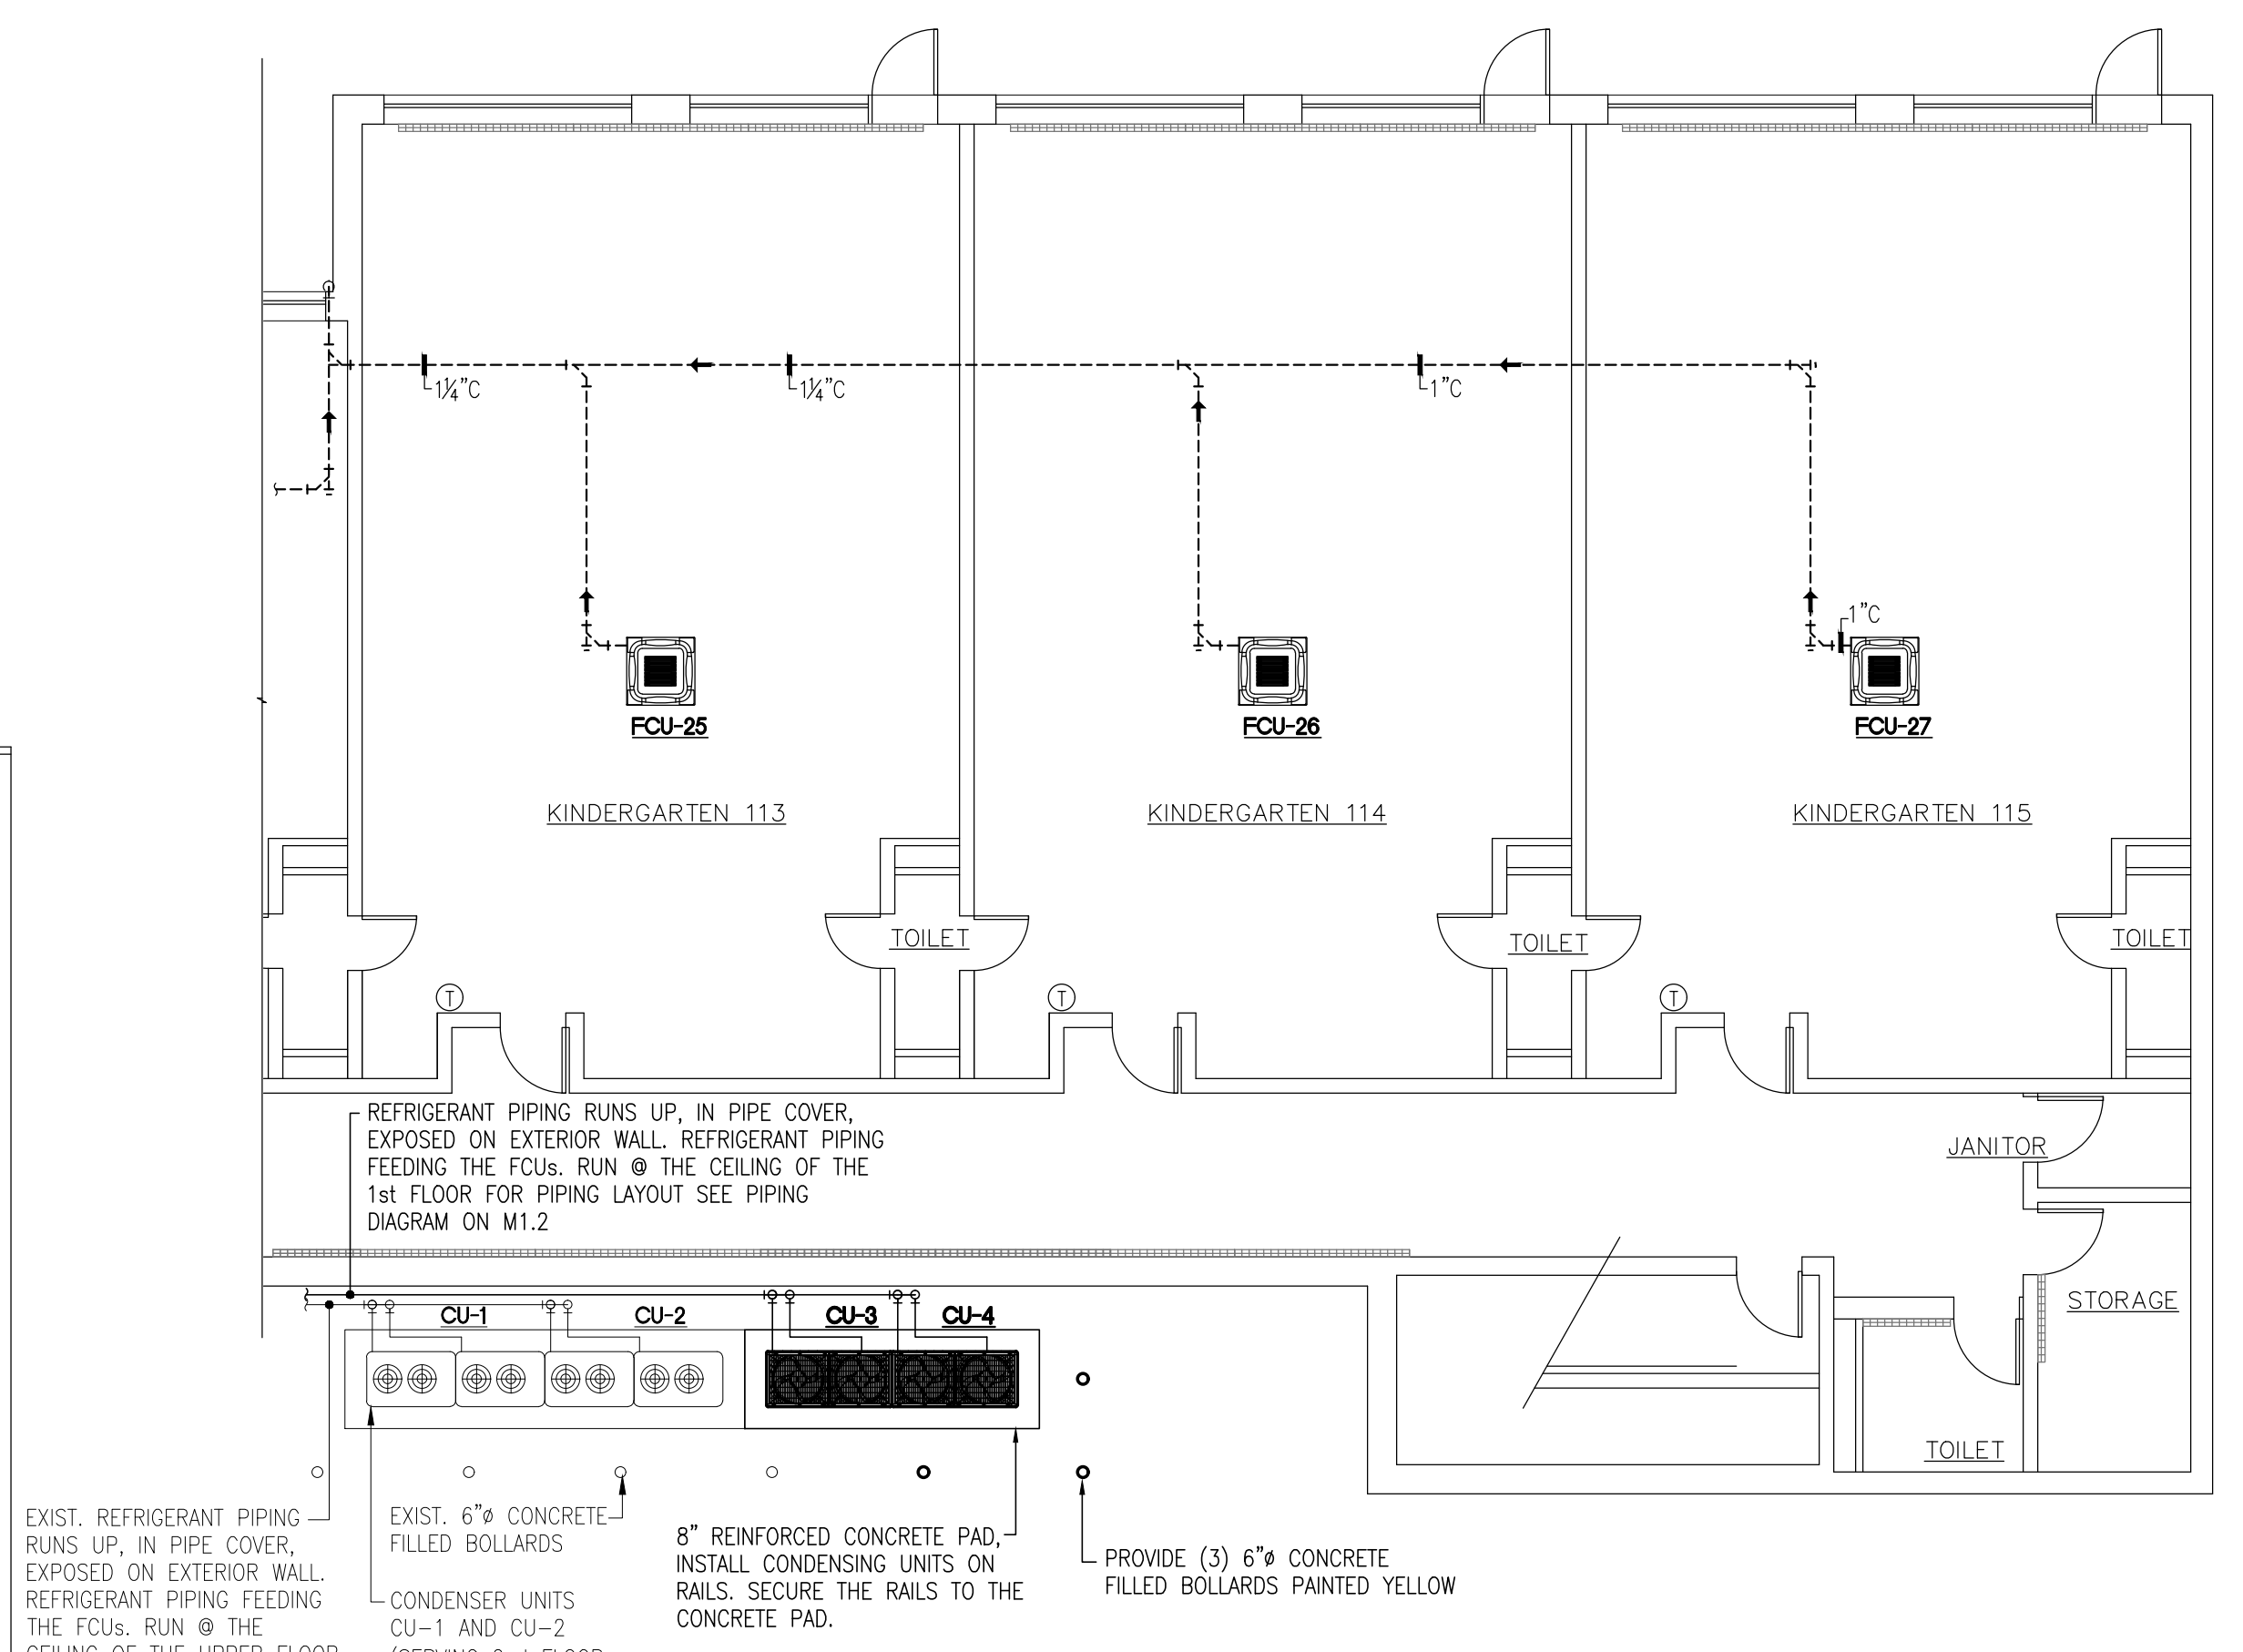 1¼"C
1¼"C
1"C
1"C
FCU-25
FCU-26
FCU-27
KINDERGARTEN 113
KINDERGARTEN 114
KINDERGARTEN 115
TOILET
TOILET
TOILET
T
T
T
REFRIGERANT PIPING RUNS UP, IN PIPE COVER,
EXPOSED ON EXTERIOR WALL. REFRIGERANT PIPING
FEEDING THE FCUs. RUN @ THE CEILING OF THE
1st FLOOR FOR PIPING LAYOUT SEE PIPING
DIAGRAM ON M1.2
JANITOR
STORAGE
CU-1
CU-2
CU-3
CU-4
TOILET
EXIST. REFRIGERANT PIPING
RUNS UP, IN PIPE COVER,
EXPOSED ON EXTERIOR WALL.
REFRIGERANT PIPING FEEDING
THE FCUs. RUN @ THE
CEILING OF THE UPPER FLOOR
EXIST. 6"ø CONCRETE
FILLED BOLLARDS
CONDENSER UNITS
CU-1 AND CU-2
8" REINFORCED CONCRETE PAD,
INSTALL CONDENSING UNITS ON
RAILS. SECURE THE RAILS TO THE
CONCRETE PAD.
PROVIDE (3) 6"ø CONCRETE
FILLED BOLLARDS PAINTED YELLOW